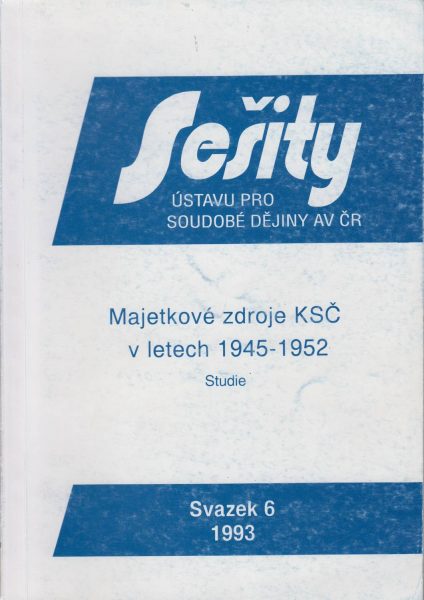 Sešity
ÚSTAVU PRO
SOUDOBÉ DĚJINY AV ČR
Majetkové zdroje KSČ
v letech 1945-1952
Studie
Svazek 6
1993